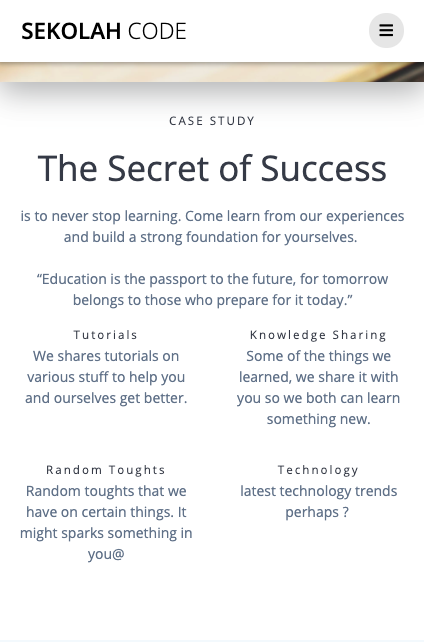 SEKOLAH CODE
CASE STUDY
The Secret of Success
is to never stop learning. Come learn from our experiences
and build a strong foundation for yourselves.
“Education is the passport to the future, for tomorrow
belongs to those who prepare for it today.”
Tutorials
We shares tutorials on
various stuff to help you
and ourselves get better.
Knowledge Sharing
Some of the things we
learned, we share it with
you so we both can learn
something new.
Random Toughts
Random toughts that we
have on certain things. It
might sparks something in
you@
Technology
latest technology trends
perhaps ?